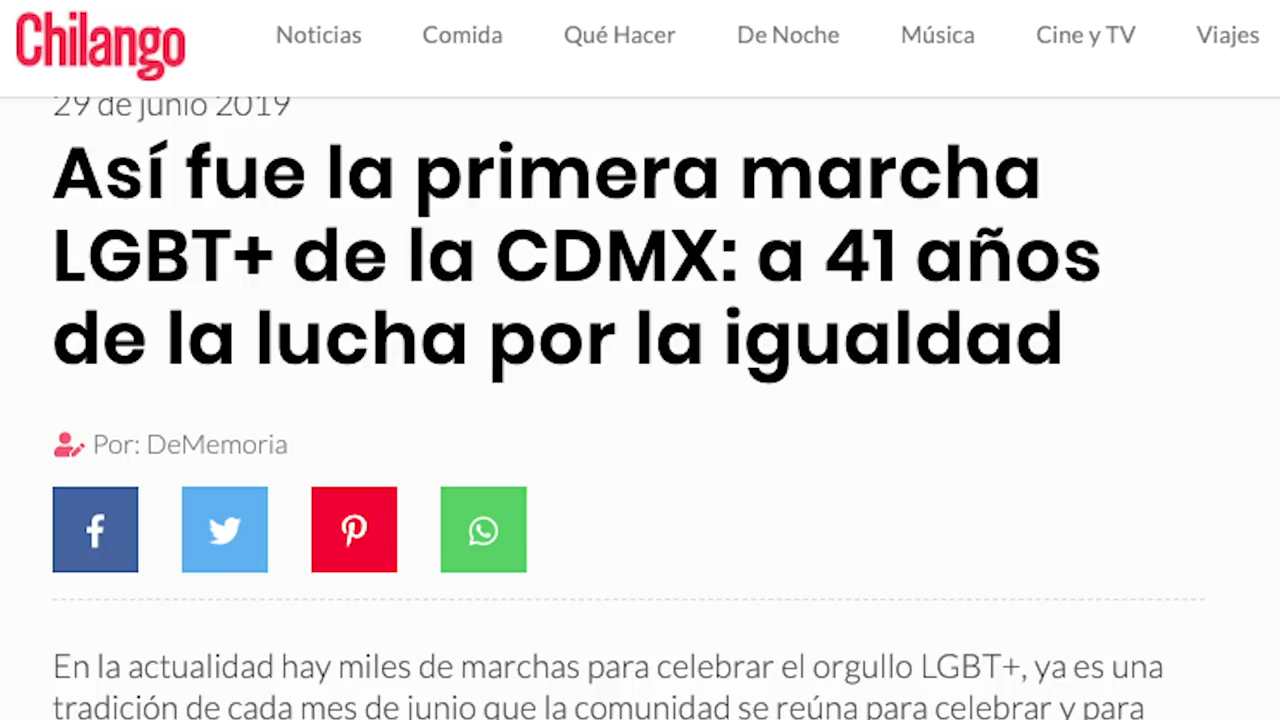 Chilango
Noticias Comida Qué Hacer De Noche Música Cine y TV Viajes
29 de junio 2019
Así fue la primera marcha
LGBT+ de la CDMX: a 41 años
de la lucha por la igualdad
Por: DeMemoria
En la actualidad hay miles de marchas para celebrar el orgullo LGBT+, ya es una
tradición de cada mes de junio que la comunidad se reúna para celebrar y para